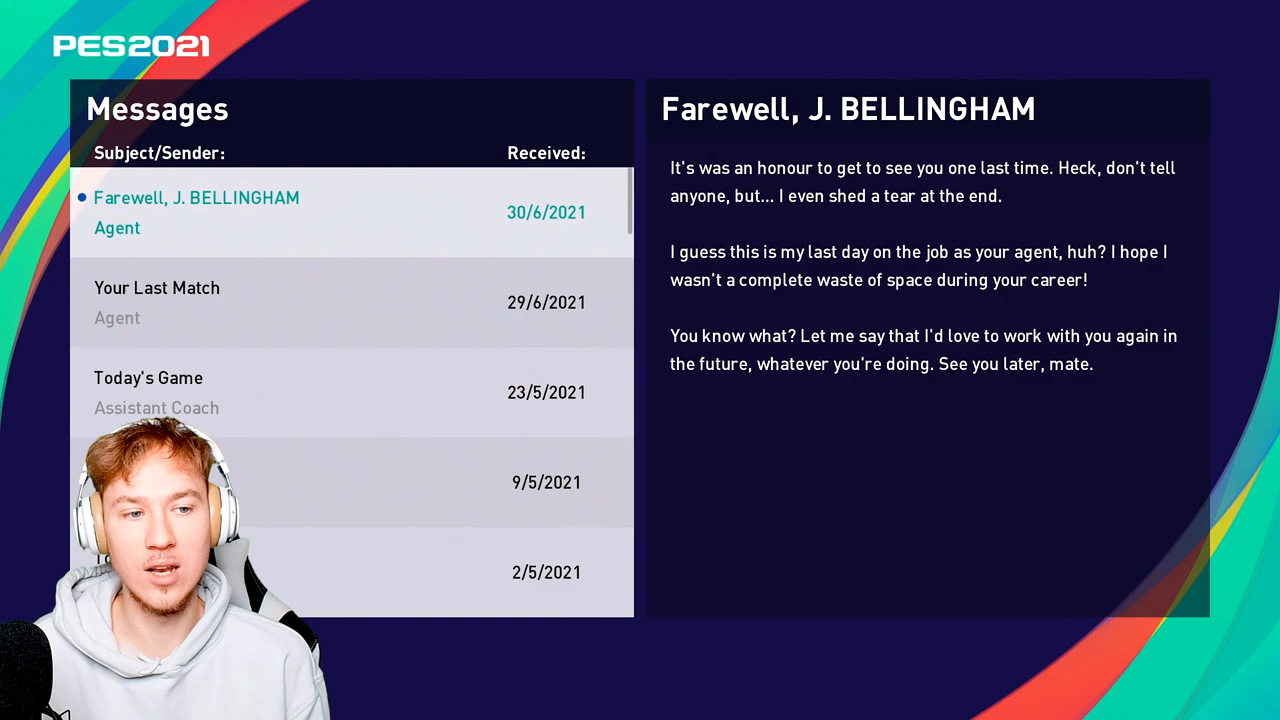 PES2021
Messages
Subject/Sender:
Received:
Farewell, J. BELLINGHAM
Agent
30/6/2021
Your Last Match
Agent
29/6/2021
Today's Game
Assistant Coach
23/5/2021
9/5/2021
2/5/2021
Farewell, J. BELLINGHAM
It's was an honour to get to see you one last time. Heck, don't tell
anyone, but... I even shed a tear at the end.
I guess this is my last day on the job as your agent, huh? I hope I
wasn't a complete waste of space during your career!
You know what? Let me say that I'd love to work with you again in
the future, whatever you're doing. See you later, mate.